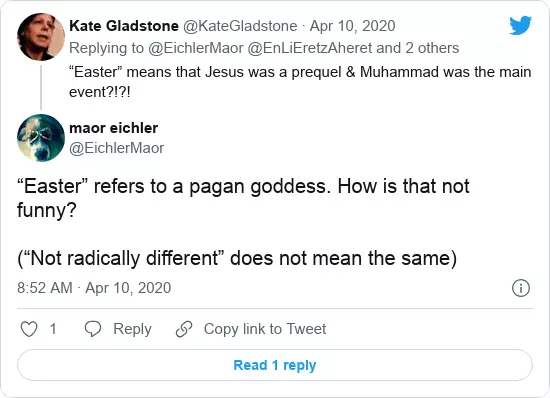 Kate Gladstone @KateGladstone · Apr 10, 2020
Replying to @EichlerMaor @EnLiEretzAheret and 2 others
“Easter” means that Jesus was a prequel & Muhammad was the main
event?!?!
maor eichler
@EichlerMaor
“Easter” refers to a pagan goddess. How is that not
funny?
(“Not radically different” does not mean the same)
8:52 AM · Apr 10, 2020
1 Reply Copy link to Tweet
Read 1 reply